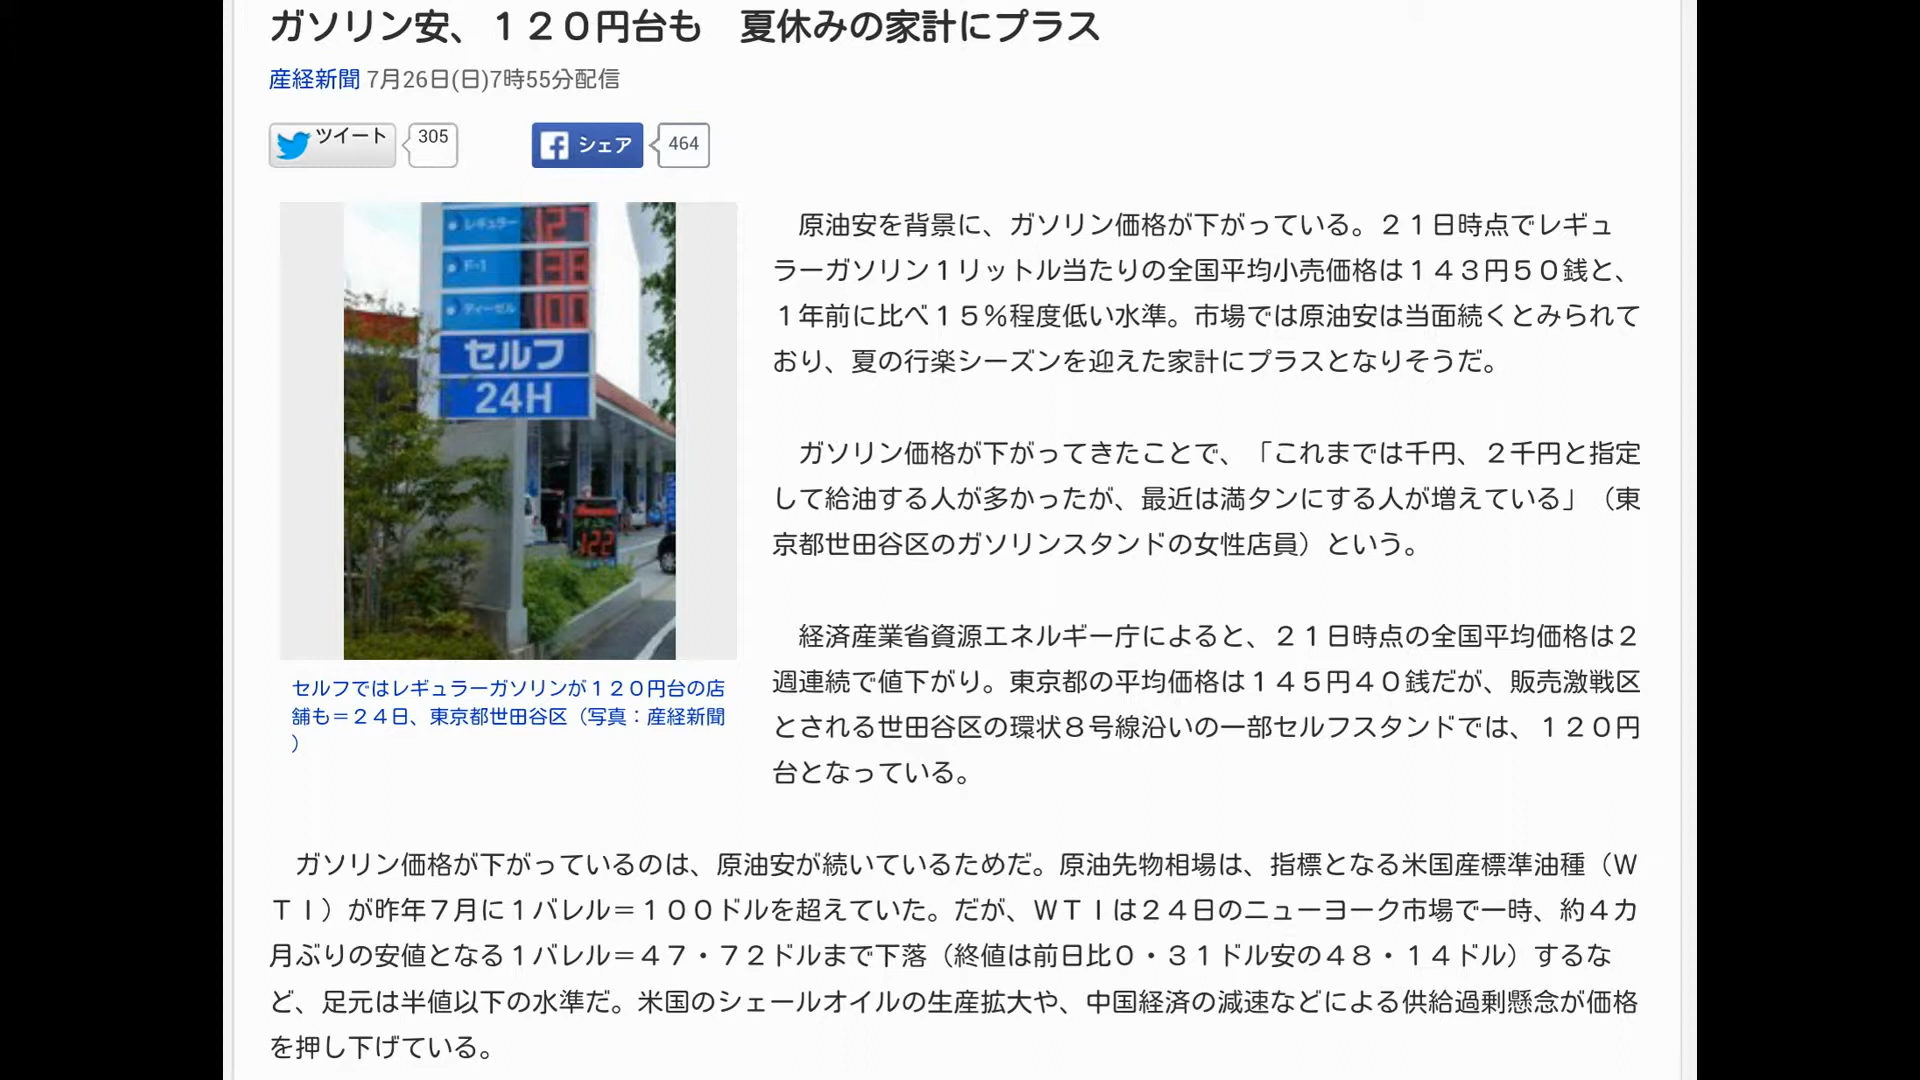 ガソリン安、１２０円台も　夏休みの家計にプラス
産経新聞 7月26日(日)7時55分配信
ツイート 305 シェア 464
レギュラー 127
F-1 138
ディーゼル 100
セルフ
24H
122
セルフではレギュラーガソリンが１２０円台の店
舗も＝２４日、東京都世田谷区（写真：産経新聞
）
　原油安を背景に、ガソリン価格が下がっている。２１日時点でレギュ
ラーガソリン１リットル当たりの全国平均小売価格は１４３円５０銭と、
１年前に比べ１５％程度低い水準。市場では原油安は当面続くとみられて
おり、夏の行楽シーズンを迎えた家計にプラスとなりそうだ。
　ガソリン価格が下がってきたことで、「これまでは千円、２千円と指定
して給油する人が多かったが、最近は満タンにする人が増えている」（東
京都世田谷区のガソリンスタンドの女性店員）という。
　経済産業省資源エネルギー庁によると、２１日時点の全国平均価格は２
週連続で値下がり。東京都の平均価格は１４５円４０銭だが、販売激戦区
とされる世田谷区の環状８号線沿いの一部セルフスタンドでは、１２０円
台となっている。
　ガソリン価格が下がっているのは、原油安が続いているためだ。原油先物相場は、指標となる米国産標準油種（Ｗ
ＴＩ）が昨年７月に１バレル＝１００ドルを超えていた。だが、ＷＴＩは２４日のニューヨーク市場で一時、約４カ
月ぶりの安値となる１バレル＝４７・７２ドルまで下落（終値は前日比０・３１ドル安の４８・１４ドル）するな
ど、足元は半値以下の水準だ。米国のシェールオイルの生産拡大や、中国経済の減速などによる供給過剰懸念が価格
を押し下げている。